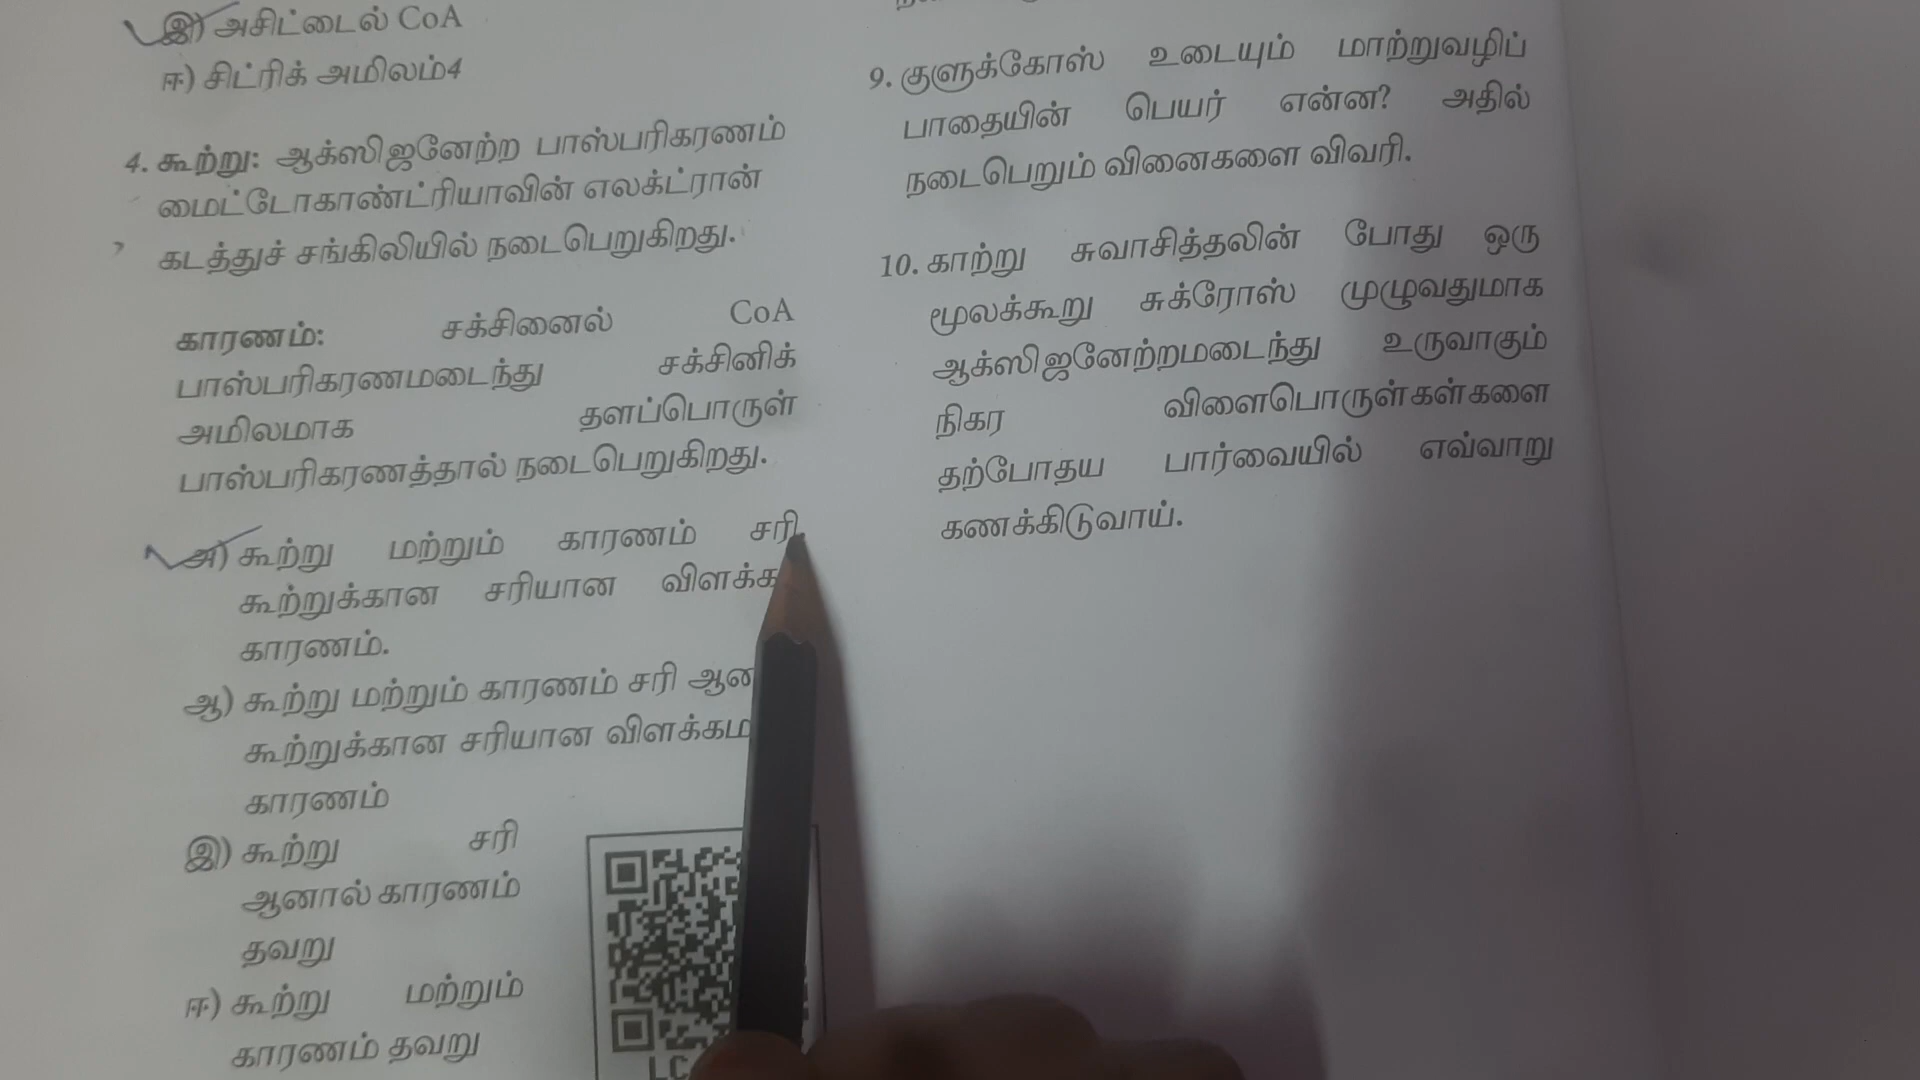 இ) அசிட்டைல் CoA
ஈ) சிட்ரிக் அமிலம்4
4. கூற்று: ஆக்ஸிஜனேற்ற பாஸ்பரிகரணம்
மைட்டோகாண்ட்ரியாவின் எலக்ட்ரான்
கடத்துச் சங்கிலியில் நடைபெறுகிறது.
காரணம்: சக்சினைல் CoA
பாஸ்பரிகரணமடைந்து சக்சினிக்
அமிலமாக தளப்பொருள்
பாஸ்பரிகரணத்தால் நடைபெறுகிறது.
அ) கூற்று மற்றும் காரணம் சரி.
கூற்றுக்கான சரியான
காரணம்.
ஆ) கூற்று மற்றும் காரணம் சரி
கூற்றுக்கான சரியான
காரணம்
இ) கூற்று சரி
ஆனால் காரணம்
தவறு
ஈ) கூற்று மற்றும்
காரணம் தவறு
9. குளுக்கோஸ் உடையும் மாற்றுவழிப்
பாதையின் பெயர் என்ன? அதில்
நடைபெறும் வினைகளை விவரி.
10. காற்று சுவாசித்தலின் போது ஒரு
மூலக்கூறு சுக்ரோஸ் முழுவதுமாக
ஆக்ஸிஜனேற்றமடைந்து உருவாகும்
நிகர விளைபொருள்கள்களை
தற்போதய பார்வையில் எவ்வாறு
கணக்கிடுவாய்.